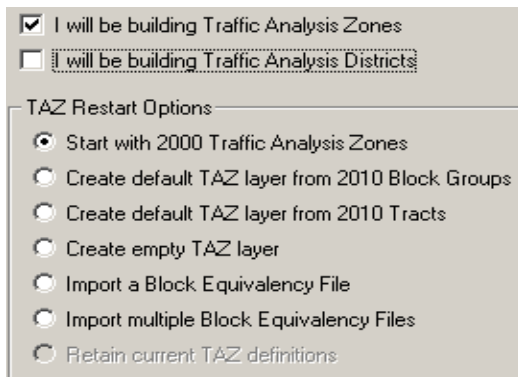 I will be building Traffic Analysis Zones
I will be building Traffic Analysis Districts
TAZ Restart Options
Start with 2000 Traffic Analysis Zones
Create default TAZ layer from 2010 Block Groups
Create default TAZ layer from 2010 Tracts
Create empty TAZ layer
Import a Block Equivalency File
Import multiple Block Equivalency Files
Retain current TAZ definitions